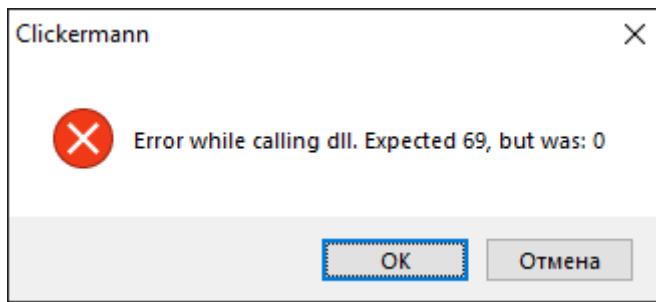 Clickermann
Error while calling dll. Expected 69, but was: 0
OK
Отмена